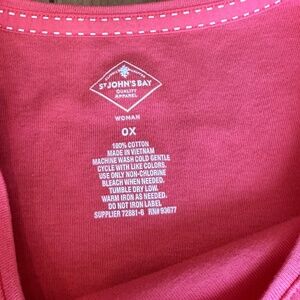 ST. JOHN'S BAY
QUALITY
APPAREL
WOMAN
0X
100% COTTON
MADE IN VIETNAM
MACHINE WASH COLD GENTLE
CYCLE WITH LIKE COLORS.
USE ONLY NON-CHLORINE
BLEACH WHEN NEEDED.
TUMBLE DRY LOW.
WARM IRON AS NEEDED.
DO NOT IRON LABEL
SUPPLIER 72881-6 RN# 93677